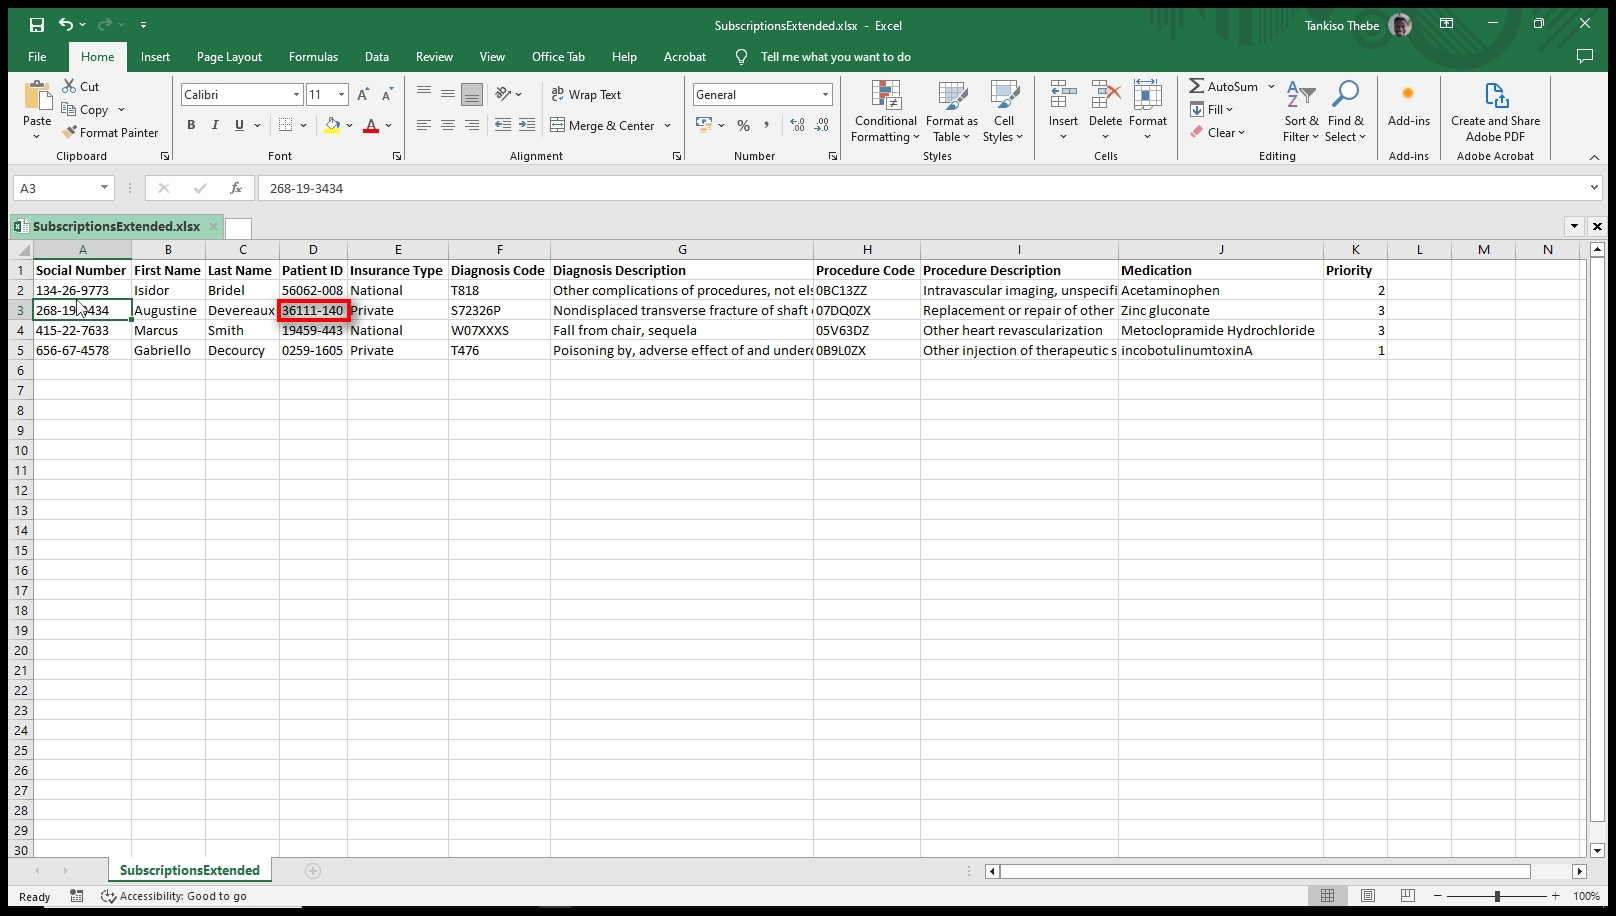 SubscriptionsExtended.xlsx - Excel
Tankiso Thebe
File Home Insert Page Layout Formulas Data Review View Office Tab Help Acrobat Tell me what you want to do
Paste
Cut
Copy
Format Painter
Clipboard
Calibri 11
B I U
Font
Wrap Text
Merge & Center
Alignment
General
Number
Conditional Formatting
Format as Table
Cell Styles
Styles
Insert Delete Format
Cells
AutoSum
Fill
Clear
Sort & Filter
Find & Select
Editing
Add-ins
Add-ins
Create and Share Adobe PDF
Adobe Acrobat
A3 fx 268-19-3434
SubscriptionsExtended.xlsx
A B C D E F G H I J K L M N
1 Social Number First Name Last Name Patient ID Insurance Type Diagnosis Code Diagnosis Description Procedure Code Procedure Description Medication Priority
2 134-26-9773 Isidor Bridel 56062-008 National T818 Other complications of procedures, not els 0BC13ZZ Intravascular imaging, unspecifi Acetaminophen 2
3 268-19-3434 Augustine Devereaux 36111-140 Private S72326P Nondisplaced transverse fracture of shaft 07DQ0ZX Replacement or repair of other Zinc gluconate 3
4 415-22-7633 Marcus Smith 19459-443 National W07XXXS Fall from chair, sequela 05V63DZ Other heart revascularization Metoclopramide Hydrochloride 3
5 656-67-4578 Gabriello Decourcy 0259-1605 Private T476 Poisoning by, adverse effect of and underd 0B9L0ZX Other injection of therapeutic s incobotulinumtoxinA 1
6
7
8
9
10
11
12
13
14
15
16
17
18
19
20
21
22
23
24
25
26
27
28
29
30
SubscriptionsExtended
Ready Accessibility: Good to go 100%